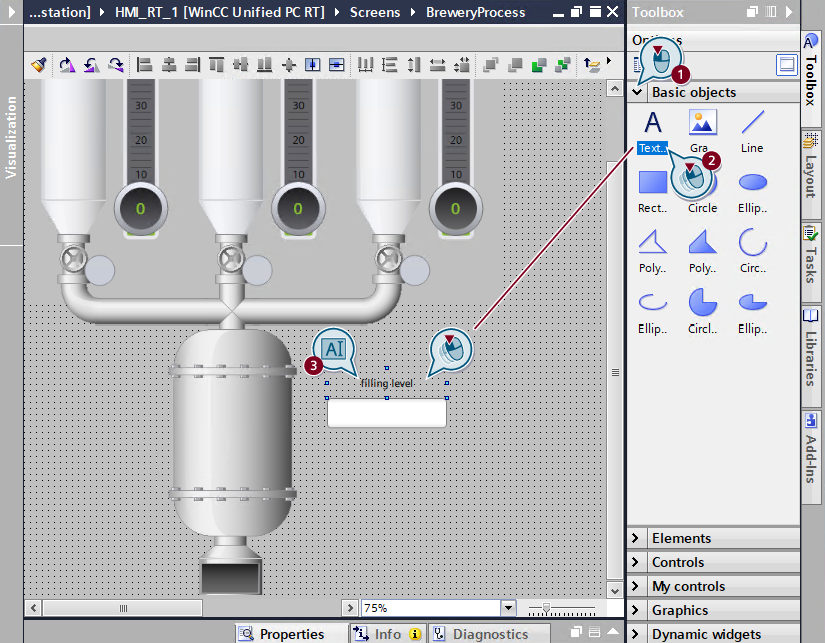 ...station]
HMI_RT_1 [WinCC Unified PC RT]
Screens
BreweryProcess
Toolbox
Options
1
Basic objects
A
Text..
Gra..
Line
2
Rect..
Circle
Ellip..
Poly..
Poly..
Circ..
Ellip..
Circl..
Ellip..
Elements
Controls
My controls
Graphics
Dynamic widgets
Visualization
30
20
10
0
30
20
10
0
30
20
10
0
AI
3
filling level
75%
Properties
Info
Diagnostics
Toolbox
Layout
Tasks
Libraries
Add-Ins